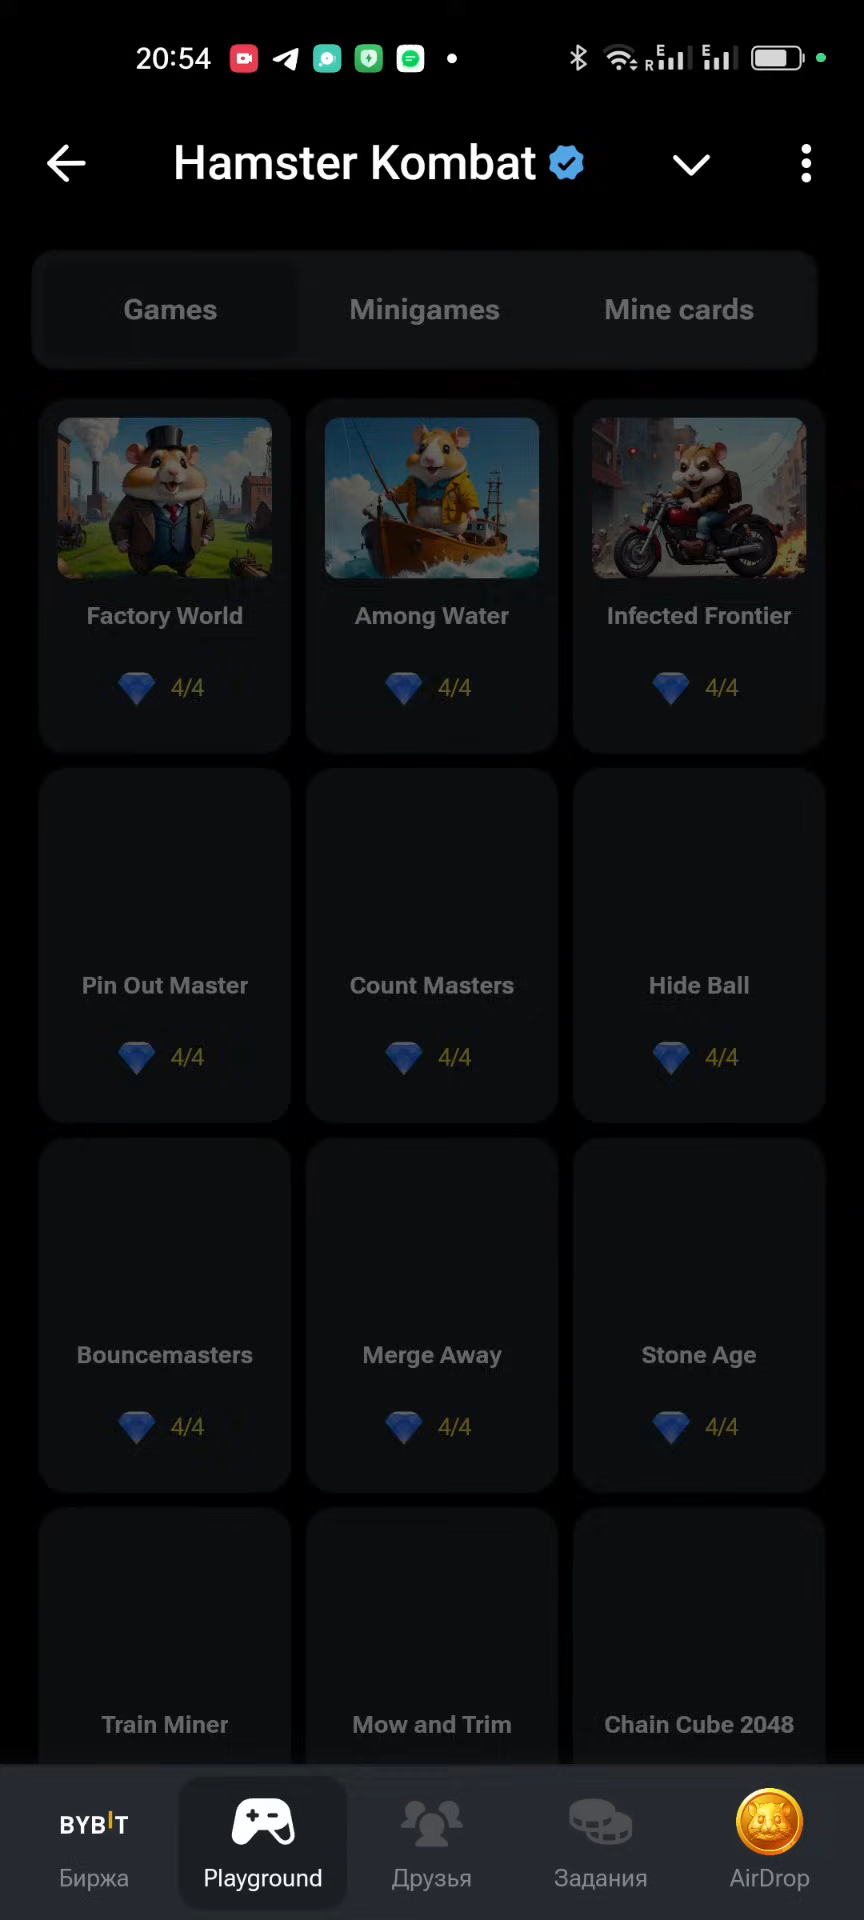 20:54
R E E
Hamster Kombat
Games Minigames Mine cards
Factory World Among Water Infected Frontier
4/4 4/4 4/4
Pin Out Master Count Masters Hide Ball
4/4 4/4 4/4
Bouncemasters Merge Away Stone Age
4/4 4/4 4/4
Train Miner Mow and Trim Chain Cube 2048
BYBIT
Биржа Playground Друзья Задания AirDrop